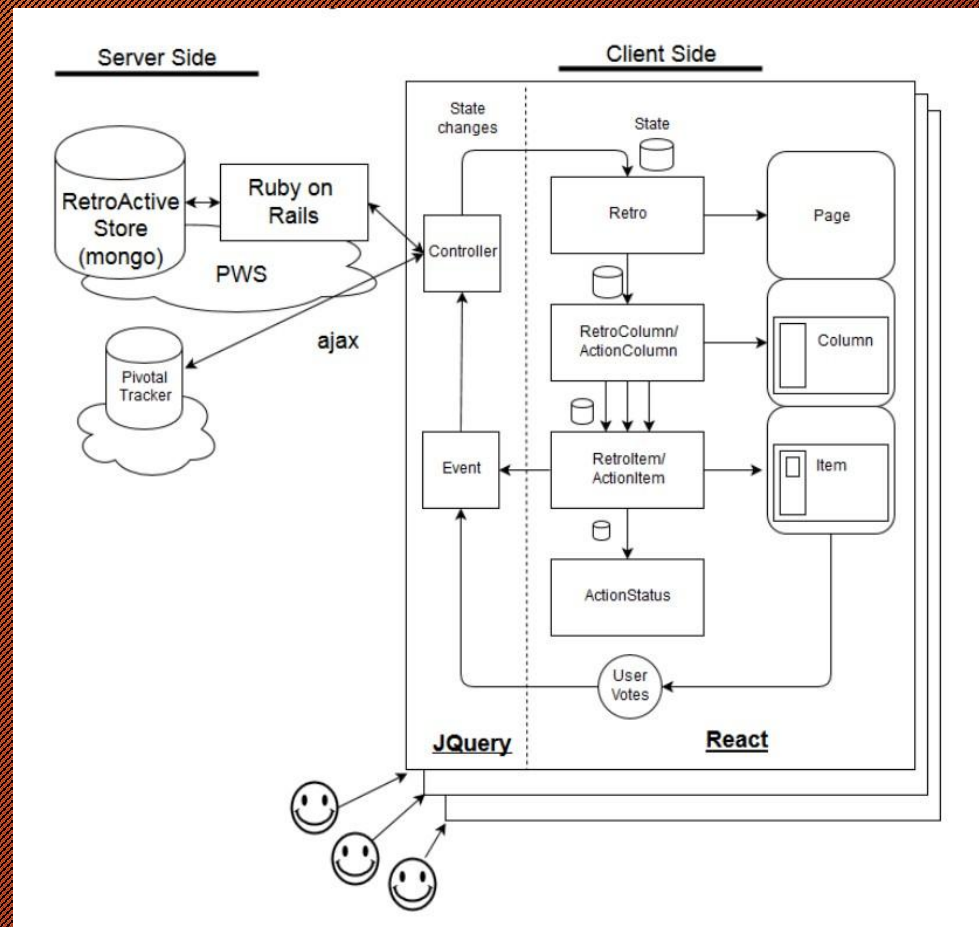 Server Side
Client Side
RetroActive
Store
(mongo)
Ruby on
Rails
PWS
ajax
Pivotal
Tracker
State
changes
Controller
Event
State
Retro
Page
RetroColumn/
ActionColumn
Column
RetroItem/
ActionItem
Item
ActionStatus
User
Votes
JQuery
React